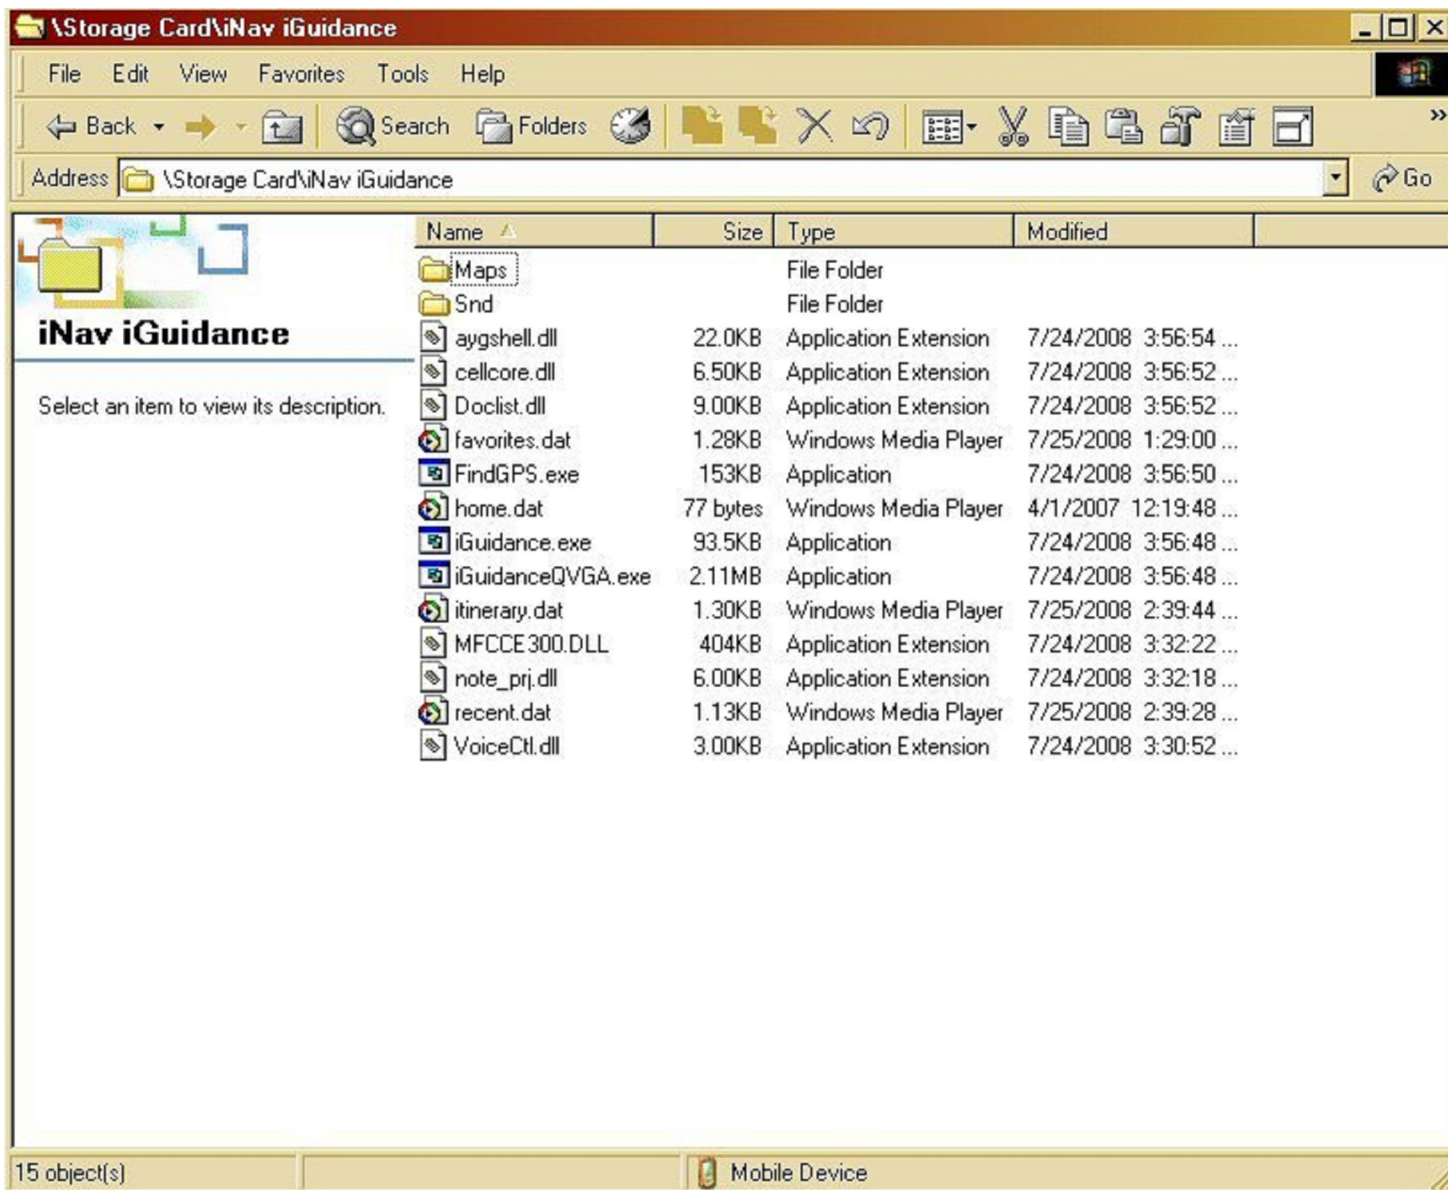 \Storage Card\iNav iGuidance
File Edit View Favorites Tools Help
Back Search Folders »
Address \Storage Card\iNav iGuidance Go
iNav iGuidance
Select an item to view its description.
Name Size Type Modified
Maps File Folder
Snd File Folder
aygshell.dll 22.0KB Application Extension 7/24/2008 3:56:54 ...
cellcore.dll 6.50KB Application Extension 7/24/2008 3:56:52 ...
Doclist.dll 9.00KB Application Extension 7/24/2008 3:56:52 ...
favorites.dat 1.28KB Windows Media Player 7/25/2008 1:29:00 ...
FindGPS.exe 153KB Application 7/24/2008 3:56:50 ...
home.dat 77 bytes Windows Media Player 4/1/2007 12:19:48 ...
iGuidance.exe 93.5KB Application 7/24/2008 3:56:48 ...
iGuidanceQVGA.exe 2.11MB Application 7/24/2008 3:56:48 ...
itinerary.dat 1.30KB Windows Media Player 7/25/2008 2:39:44 ...
MFCCE300.DLL 404KB Application Extension 7/24/2008 3:32:22 ...
note_prj.dll 6.00KB Application Extension 7/24/2008 3:32:18 ...
recent.dat 1.13KB Windows Media Player 7/25/2008 2:39:28 ...
VoiceCtl.dll 3.00KB Application Extension 7/24/2008 3:30:52 ...
15 object(s) Mobile Device